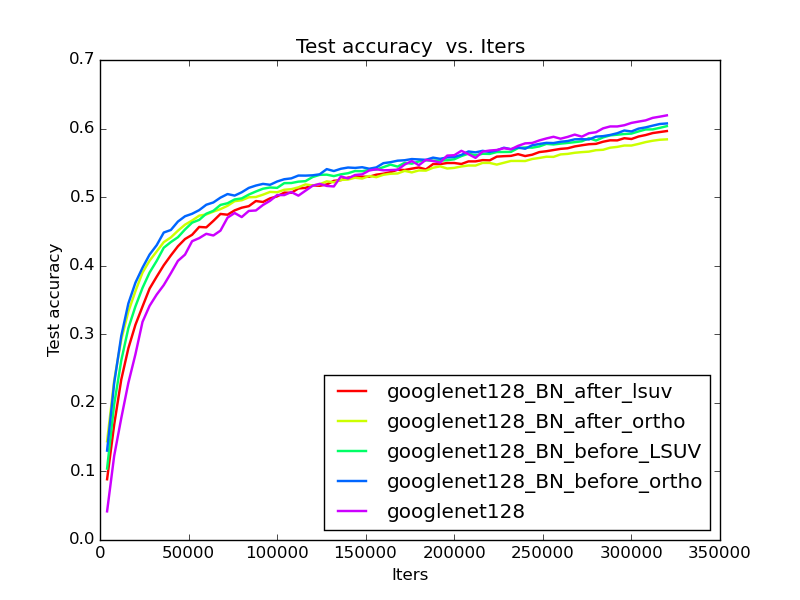 Test accuracy  vs. Iters
0.7
0.6
0.5
0.4
0.3
0.2
0.1
0.0
Test accuracy
googlenet128_BN_after_lsuv
googlenet128_BN_after_ortho
googlenet128_BN_before_LSUV
googlenet128_BN_before_ortho
googlenet128
0 50000 100000 150000 200000 250000 300000 350000
Iters